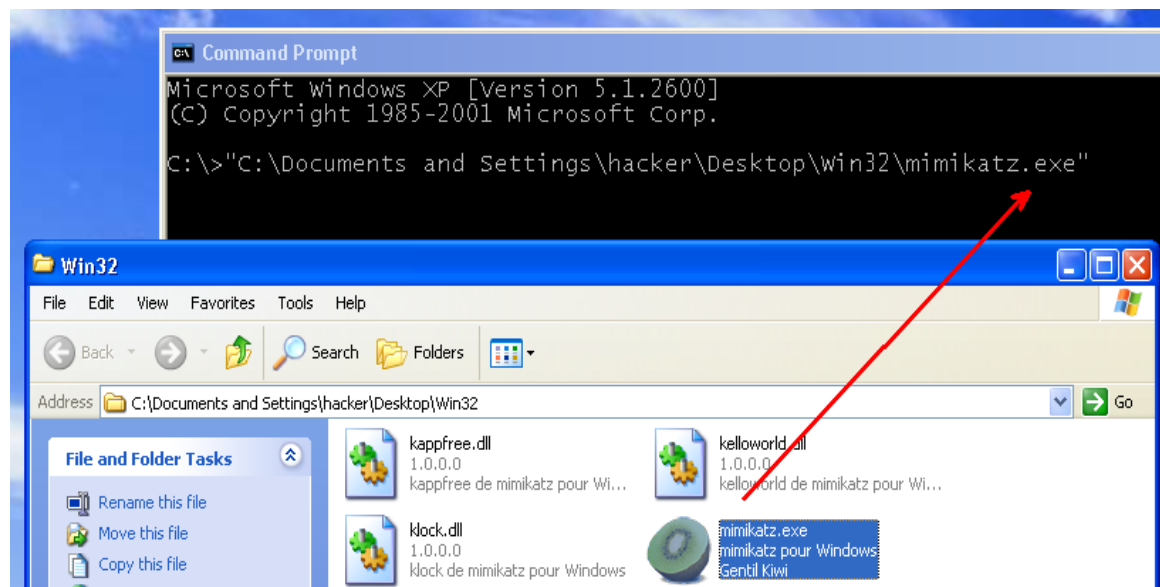 Command Prompt
Microsoft Windows XP [Version 5.1.2600]
(C) Copyright 1985-2001 Microsoft Corp.
C:\>"C:\Documents and Settings\hacker\Desktop\Win32\mimikatz.exe"
Win32
File Edit View Favorites Tools Help
Back Search Folders
Address C:\Documents and Settings\hacker\Desktop\Win32 Go
File and Folder Tasks
Rename this file
Move this file
Copy this file
kappfree.dll
1.0.0.0
kappfree de mimikatz pour Wi...
kelloworld.dll
1.0.0.0
kelloworld de mimikatz pour Wi...
klock.dll
1.0.0.0
klock de mimikatz pour Windows
mimikatz.exe
mimikatz pour Windows
Gentil Kiwi